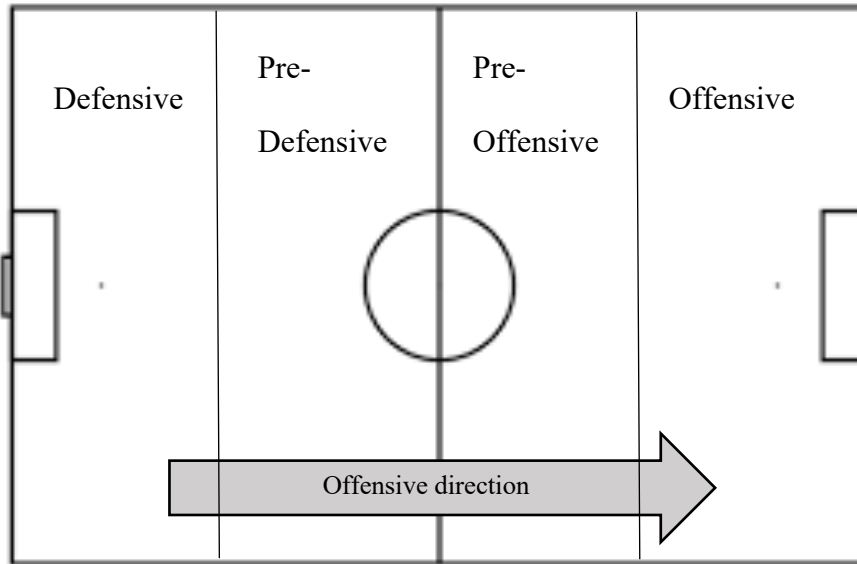 Defensive
Pre-
Defensive
Pre-
Offensive
Offensive
Offensive direction